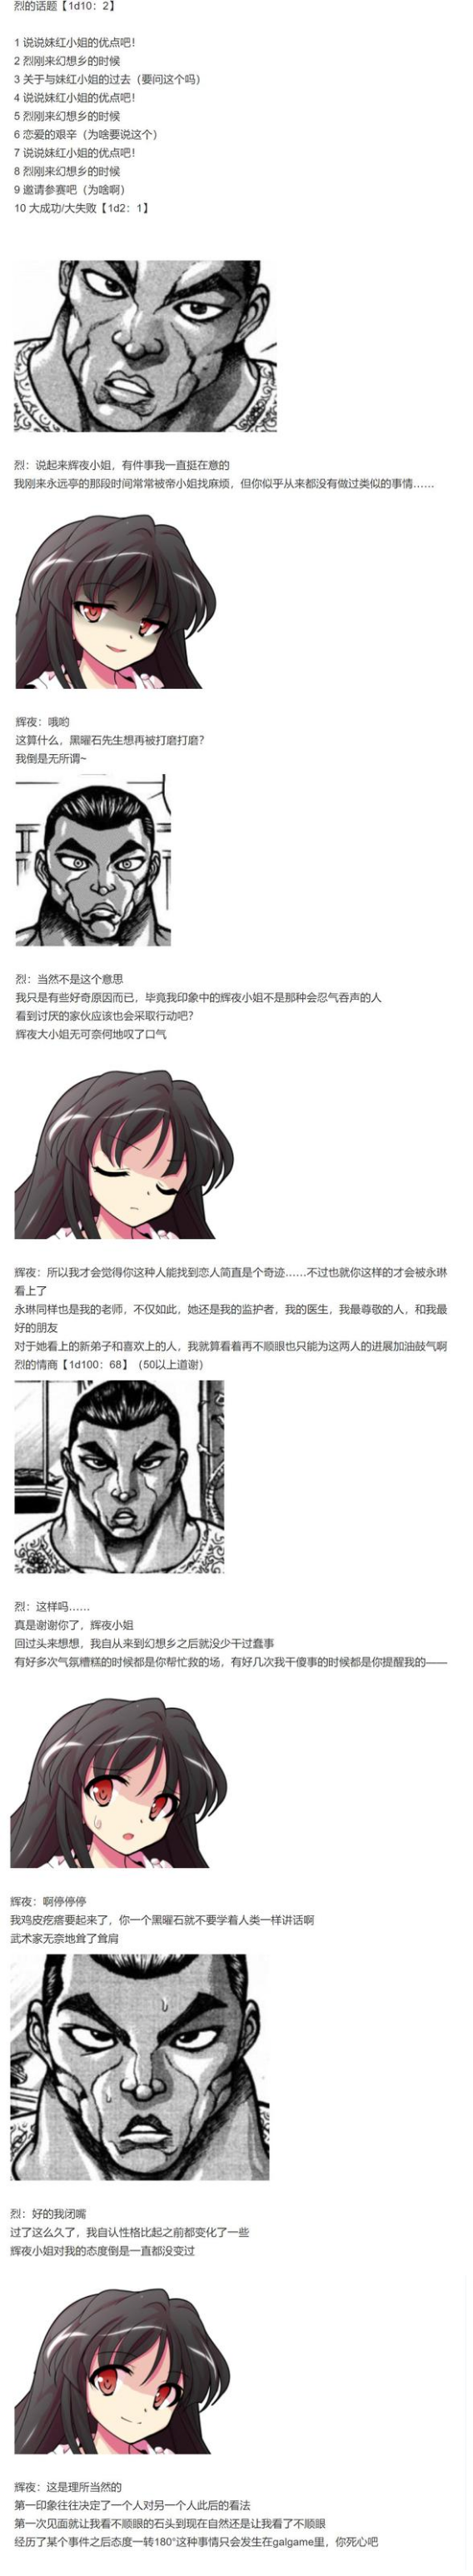 烈的话题【1d10：2】
1 说说妹红小姐的优点吧！
2 烈刚来幻想乡的时候
3 关于与妹红小姐的过去（要问这个吗）
4 说说妹红小姐的优点吧！
5 烈刚来幻想乡的时候
6 恋爱的艰辛（为啥要说这个）
7 说说妹红小姐的优点吧！
8 烈刚来幻想乡的时候
9 邀请参赛吧（为啥啊）
10 大成功/大失败【1d2：1】
烈：说起来辉夜小姐，有件事我一直挺在意的
我刚来永远亭的那段时间常常被帝小姐找麻烦，但你似乎从来都没有做过类似的事情……
辉夜：哦哟
这算什么，黑曜石先生想再被打磨打磨？
我倒是无所谓~
烈：当然不是这个意思
我只是有些好奇原因而已，毕竟我印象中的辉夜小姐不是那种会忍气吞声的人
看到讨厌的家伙应该也会采取行动吧？
辉夜大小姐无可奈何地叹了口气
辉夜：所以我才会觉得你这种人能找到恋人简直是个奇迹……不过也就你这样的才会被永琳
看上了
永琳同样也是我的老师，不仅如此，她还是我的监护者，我的医生，我最尊敬的人，和我最
好的朋友
对于她看上的新弟子和喜欢上的人，我就算看着再不顺眼也只能为这两人的进展加油鼓气啊
烈的情商【1d100：68】（50以上道谢）
烈：这样吗……
真是谢谢你了，辉夜小姐
回过头来想想，我自从来到幻想乡之后就没少干过蠢事
有好多次气氛糟糕的时候都是你帮忙救的场，有好几次我干傻事的时候都是你提醒我的——
辉夜：啊停停停
我鸡皮疙瘩要起来了，你一个黑曜石就不要学着人类一样讲话啊
武术家无奈地耸了耸肩
烈：好的我闭嘴
过了这么久了，我自认性格比起之前都变化了一些
辉夜小姐对我的态度倒是一直都没变过
辉夜：这是理所当然的
第一印象往往决定了一个人对另一个人此后的看法
第一次见面就让我看不顺眼的石头到现在自然还是让我看了不顺眼
经历了某个事件之后态度一转180°这种事情只会发生在galgame里，你死心吧